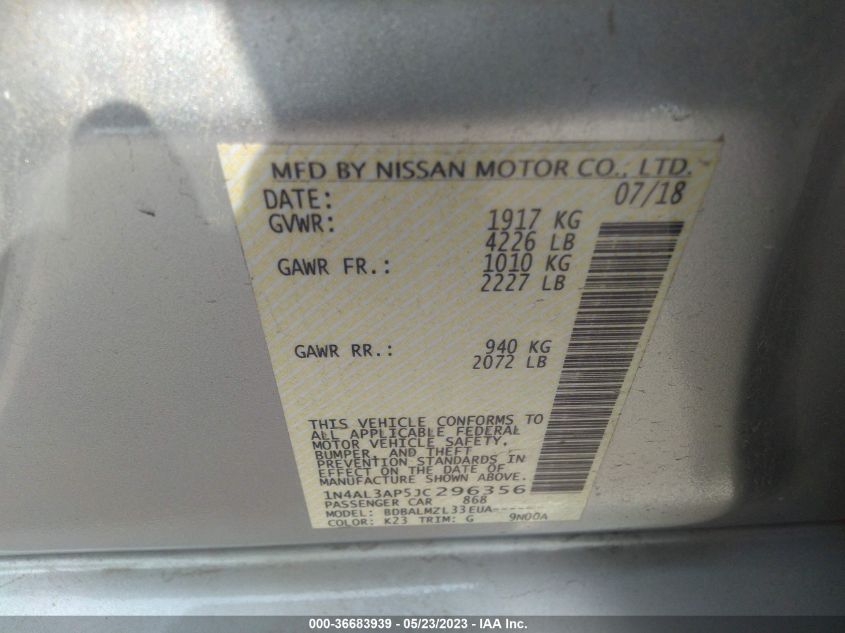 MFD BY NISSAN MOTOR CO., LTD.
DATE: 07/18
GVWR: 1917 KG
4226 LB
GAWR FR.: 1010 KG
2227 LB
GAWR RR.: 940 KG
2072 LB
THIS VEHICLE CONFORMS TO
ALL APPLICABLE FEDERAL
MOTOR VEHICLE SAFETY,
BUMPER, AND THEFT
PREVENTION STANDARDS IN
EFFECT ON THE DATE OF
MANUFACTURE SHOWN ABOVE.
1N4AL3AP5JC296356
PASSENGER CAR 868
MODEL: BDBALMZL33EUA-----
COLOR: K23 TRIM: G 9N00A
000-36683939 - 05/23/2023 - IAA Inc.